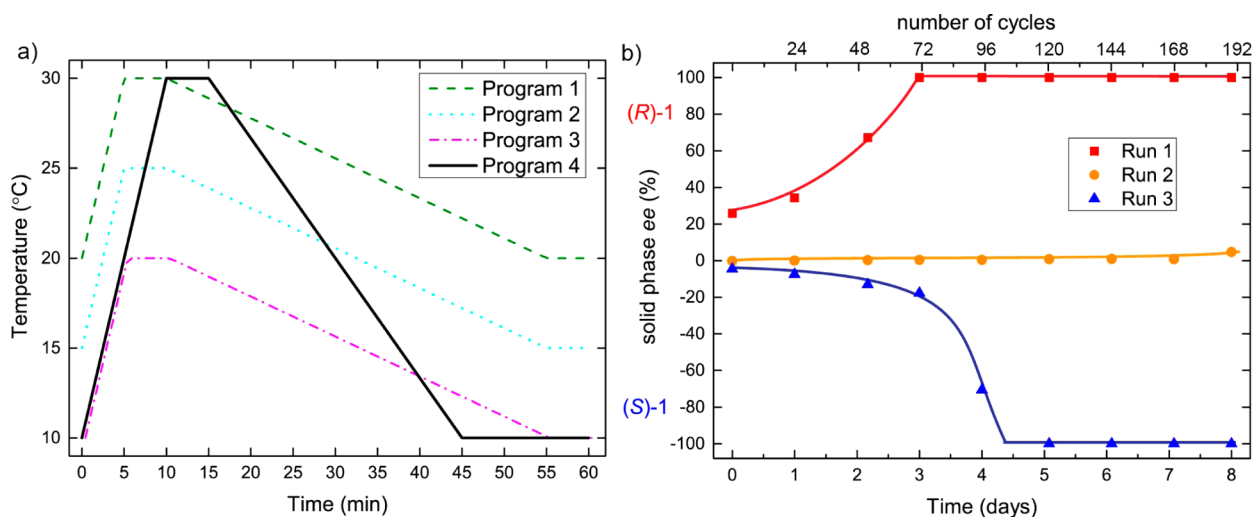 a)
30
25
20
15
10
Temperature (°C)
Program 1
Program 2
Program 3
Program 4
0 5 10 15 20 25 30 35 40 45 50 55 60
Time (min)
b)
number of cycles
24 48 72 96 120 144 168 192
100
80
60
40
20
0
-20
-40
-60
-80
-100
(R)-1
(S)-1
solid phase ee (%)
Run 1
Run 2
Run 3
0 1 2 3 4 5 6 7 8
Time (days)